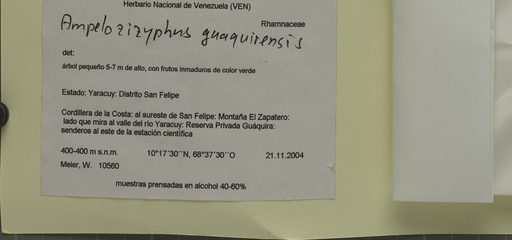 Herbario Nacional de Venezuela (VEN)
Rhamnaceae
Ampelozizyphus guaquirensis
det:
árbol pequeño 5-7 m de alto, con frutos inmaduros de color verde
Estado: Yaracuy: Distrito San Felipe
Cordillera de la Costa: al sureste de San Felipe: Montaña El Zapatero:
lado que mira al valle del río Yaracuy: Reserva Privada Guáquira:
senderos al este de la estación científica
400-400 m s.n.m. 10°17´30´´N, 68°37´30´´O 21.11.2004
Meier, W. 10560
muestras prensadas en alcohol 40-60%